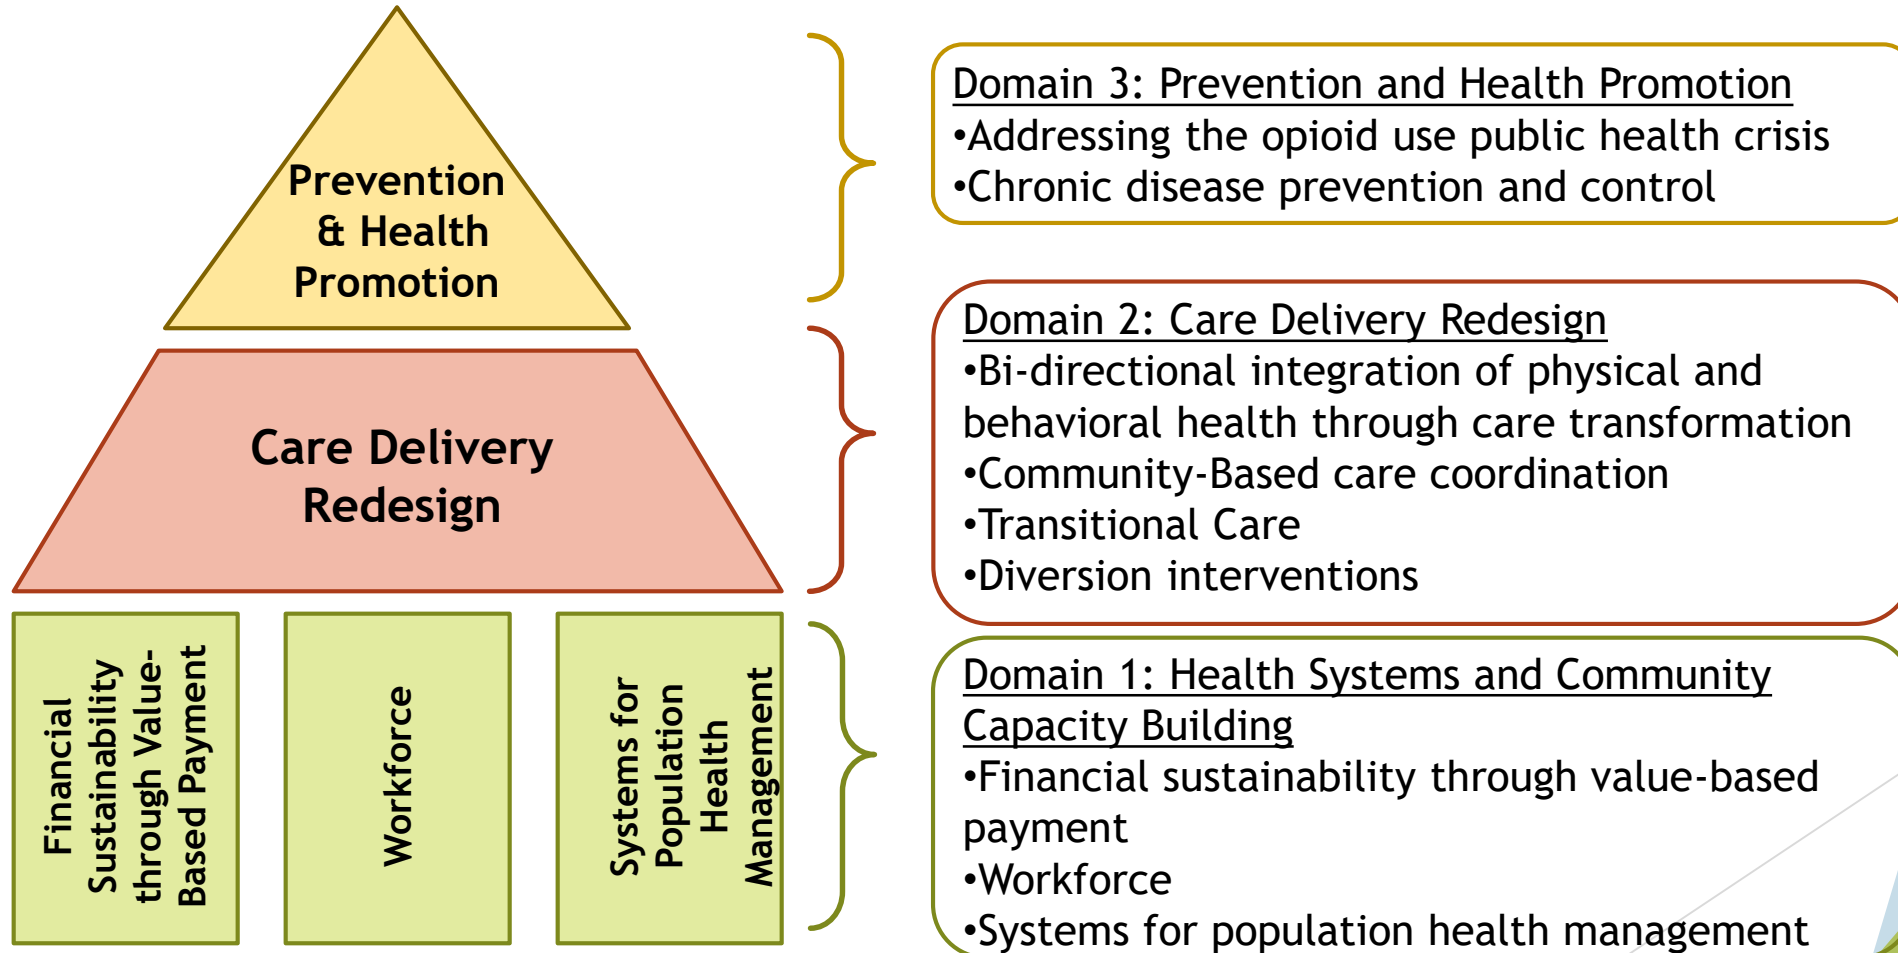 Prevention
& Health
Promotion
Care Delivery
Redesign
Financial
Sustainability
through Value-
Based Payment
Workforce
Systems for
Population
Health
Management
Domain 3: Prevention and Health Promotion
•Addressing the opioid use public health crisis
•Chronic disease prevention and control
Domain 2: Care Delivery Redesign
•Bi-directional integration of physical and
behavioral health through care transformation
•Community-Based care coordination
•Transitional Care
•Diversion interventions
Domain 1: Health Systems and Community
Capacity Building
•Financial sustainability through value-based
payment
•Workforce
•Systems for population health management